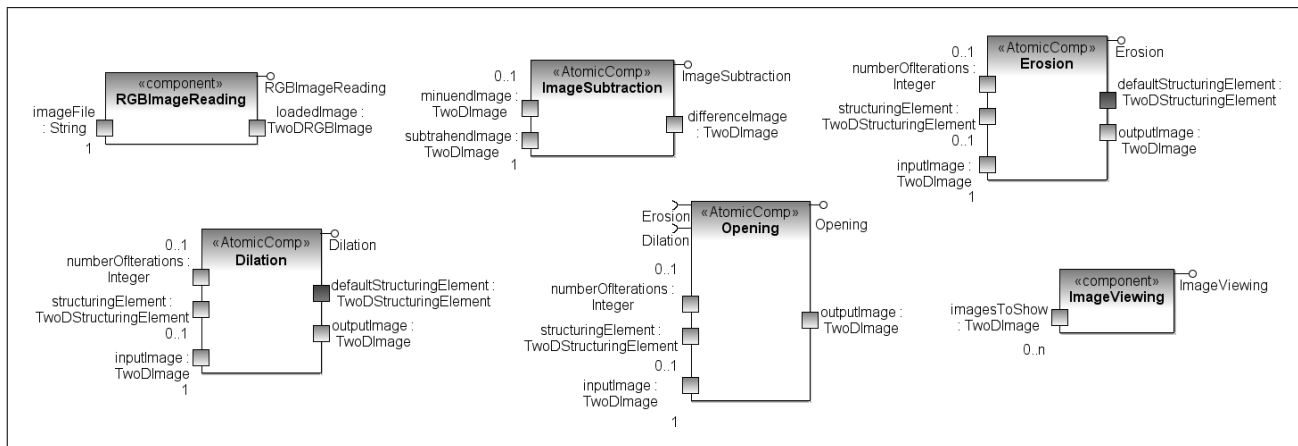 «component»
RGBImageReading
RGBImageReading
imageFile
: String
1
loadedImage :
TwoDRGBImage
«AtomicComp»
ImageSubtraction
ImageSubtraction
0..1
minuendImage :
TwoDImage
subtrahendImage :
TwoDImage
1
differenceImage
: TwoDImage
«AtomicComp»
Erosion
Erosion
0..1
numberOfIterations :
Integer
structuringElement :
TwoDStructuringElement
0..1
inputImage :
TwoDImage
1
defaultStructuringElement :
TwoDStructuringElement
outputImage :
TwoDImage
«AtomicComp»
Dilation
Dilation
0..1
numberOfIterations :
Integer
structuringElement :
TwoDStructuringElement
0..1
inputImage :
TwoDImage
1
defaultStructuringElement :
TwoDStructuringElement
outputImage :
TwoDImage
Erosion
Dilation
«AtomicComp»
Opening
Opening
0..1
numberOfIterations :
Integer
structuringElement :
TwoDStructuringElement
0..1
inputImage :
TwoDImage
1
outputImage :
TwoDImage
«component»
ImageViewing
ImageViewing
imagesToShow
: TwoDImage
0..n